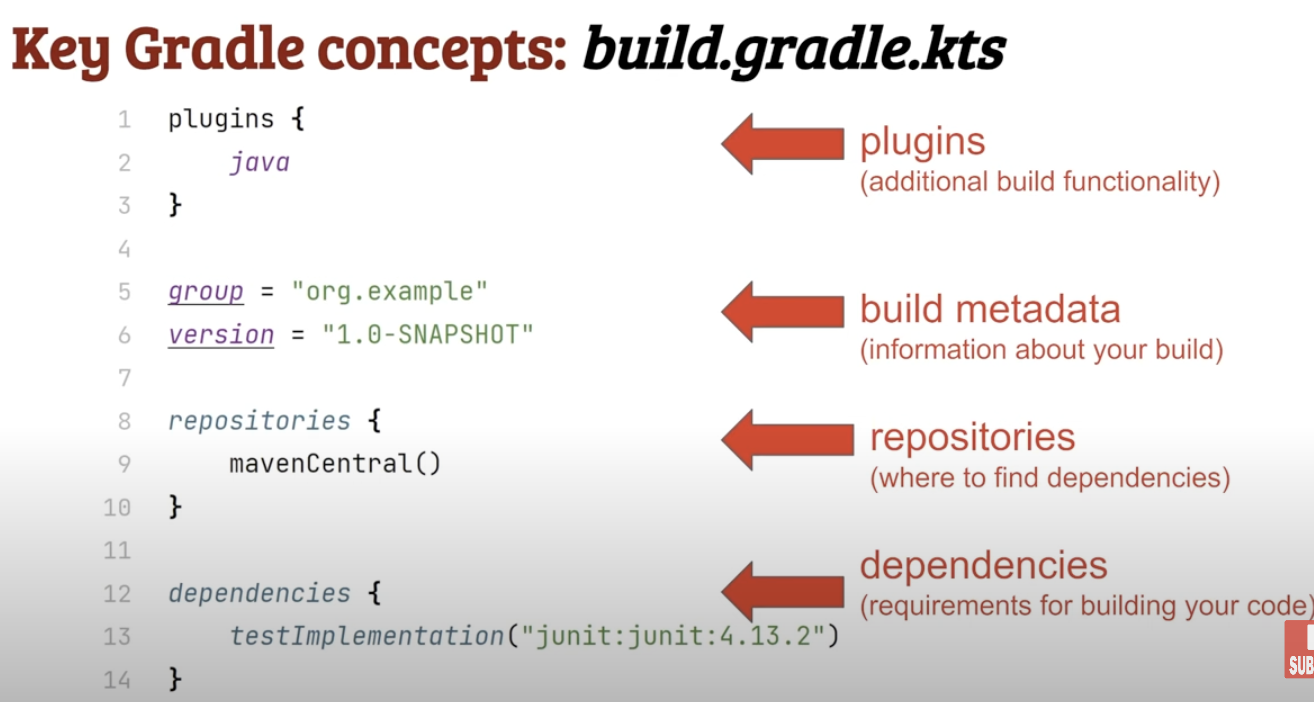 Key Gradle concepts: build.gradle.kts
1 plugins {
2     java
3 }
4
5 group = "org.example"
6 version = "1.0-SNAPSHOT"
7
8 repositories {
9     mavenCentral()
10 }
11
12 dependencies {
13     testImplementation("junit:junit:4.13.2")
14 }
plugins
(additional build functionality)
build metadata
(information about your build)
repositories
(where to find dependencies)
dependencies
(requirements for building your code)
SUB